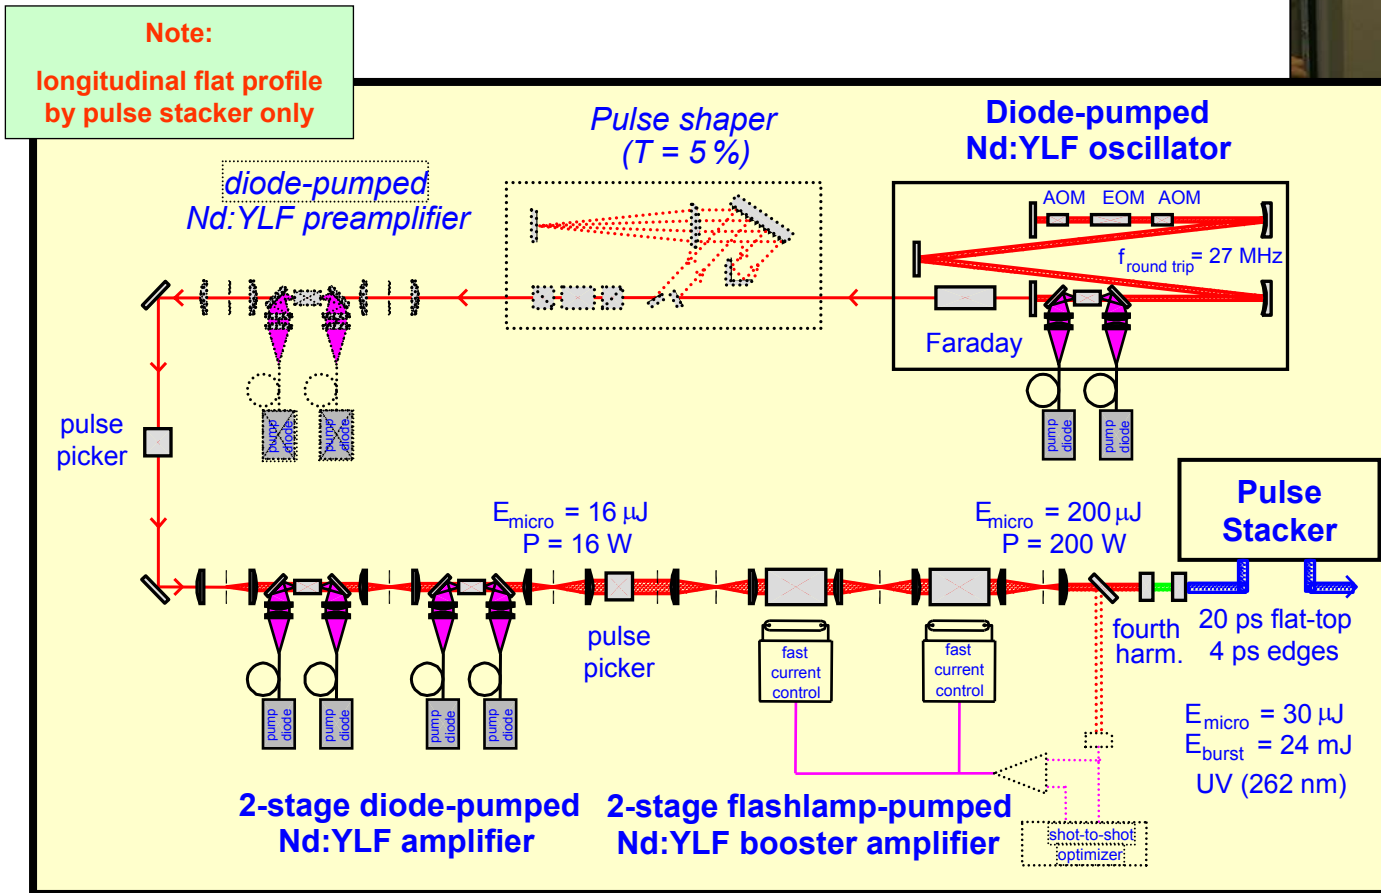 Note:
longitudinal flat profile
by pulse stacker only
Pulse shaper
(T = 5 %)
Diode-pumped
Nd:YLF oscillator
diode-pumped
Nd:YLF preamplifier
AOM EOM AOM
f round trip = 27 MHz
Faraday
pump
diode
pump
diode
pump
diode
pump
diode
pulse
picker
E micro = 16 µJ
P = 16 W
E micro = 200 µJ
P = 200 W
Pulse
Stacker
pulse
picker
fast
current
control
fast
current
control
fourth
harm.
20 ps flat-top
4 ps edges
pump
diode
pump
diode
pump
diode
pump
diode
E micro = 30 µJ
E burst = 24 mJ
UV (262 nm)
2-stage diode-pumped
Nd:YLF amplifier
2-stage flashlamp-pumped
Nd:YLF booster amplifier
shot-to-shot
optimizer